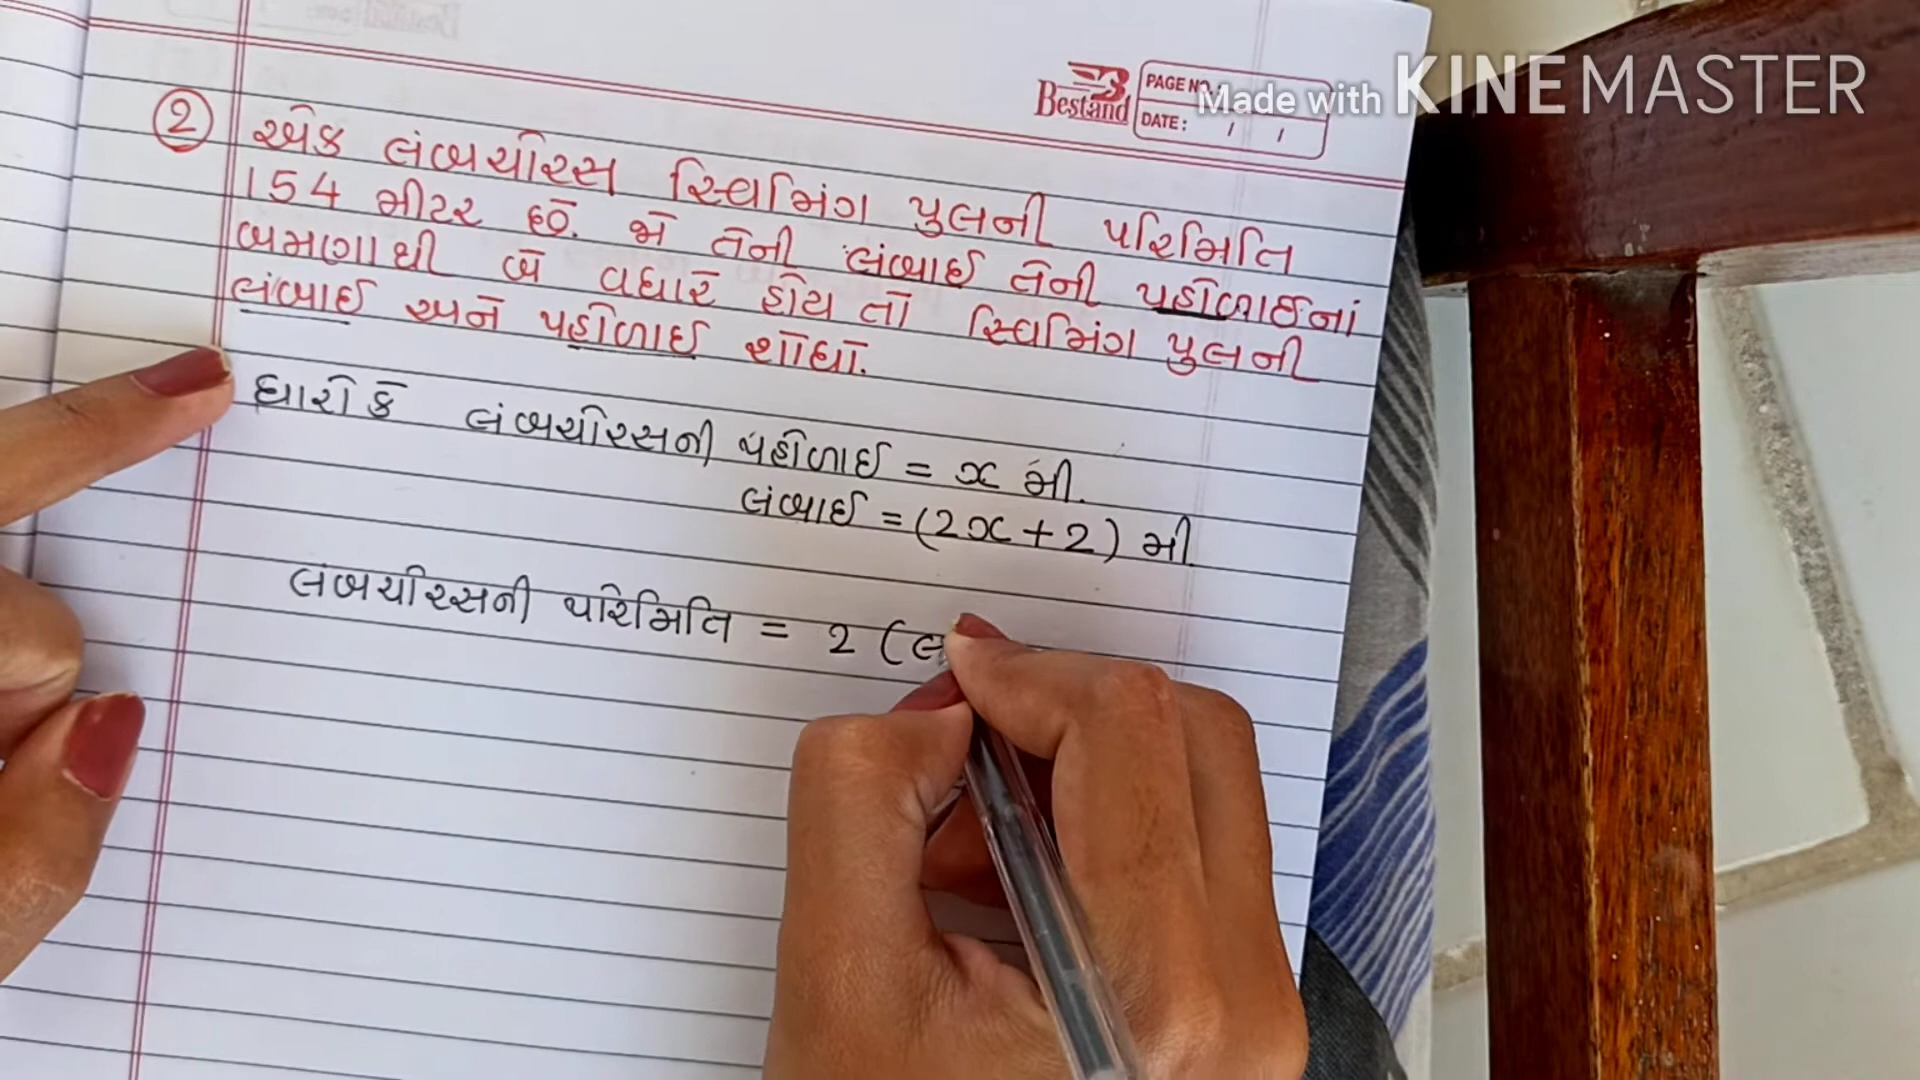 Bestand
PAGE NO.
DATE: / /
Made with KINEMASTER
2 એક લંબચોરસ સ્વિમિંગ પુલની પરિમિતિ
154 મીટર છે. જો તેની લંબાઈ તેની પહોળાઈનાં
બમણાથી બે વધારે હોય તો સ્વિમિંગ પુલની
લંબાઈ અને પહોળાઈ શોધો.
ધારો કે લંબચોરસની પહોળાઈ = x મી.
લંબાઈ = (2x+2) મી.
લંબચોરસની પરિમિતિ = 2 (લ